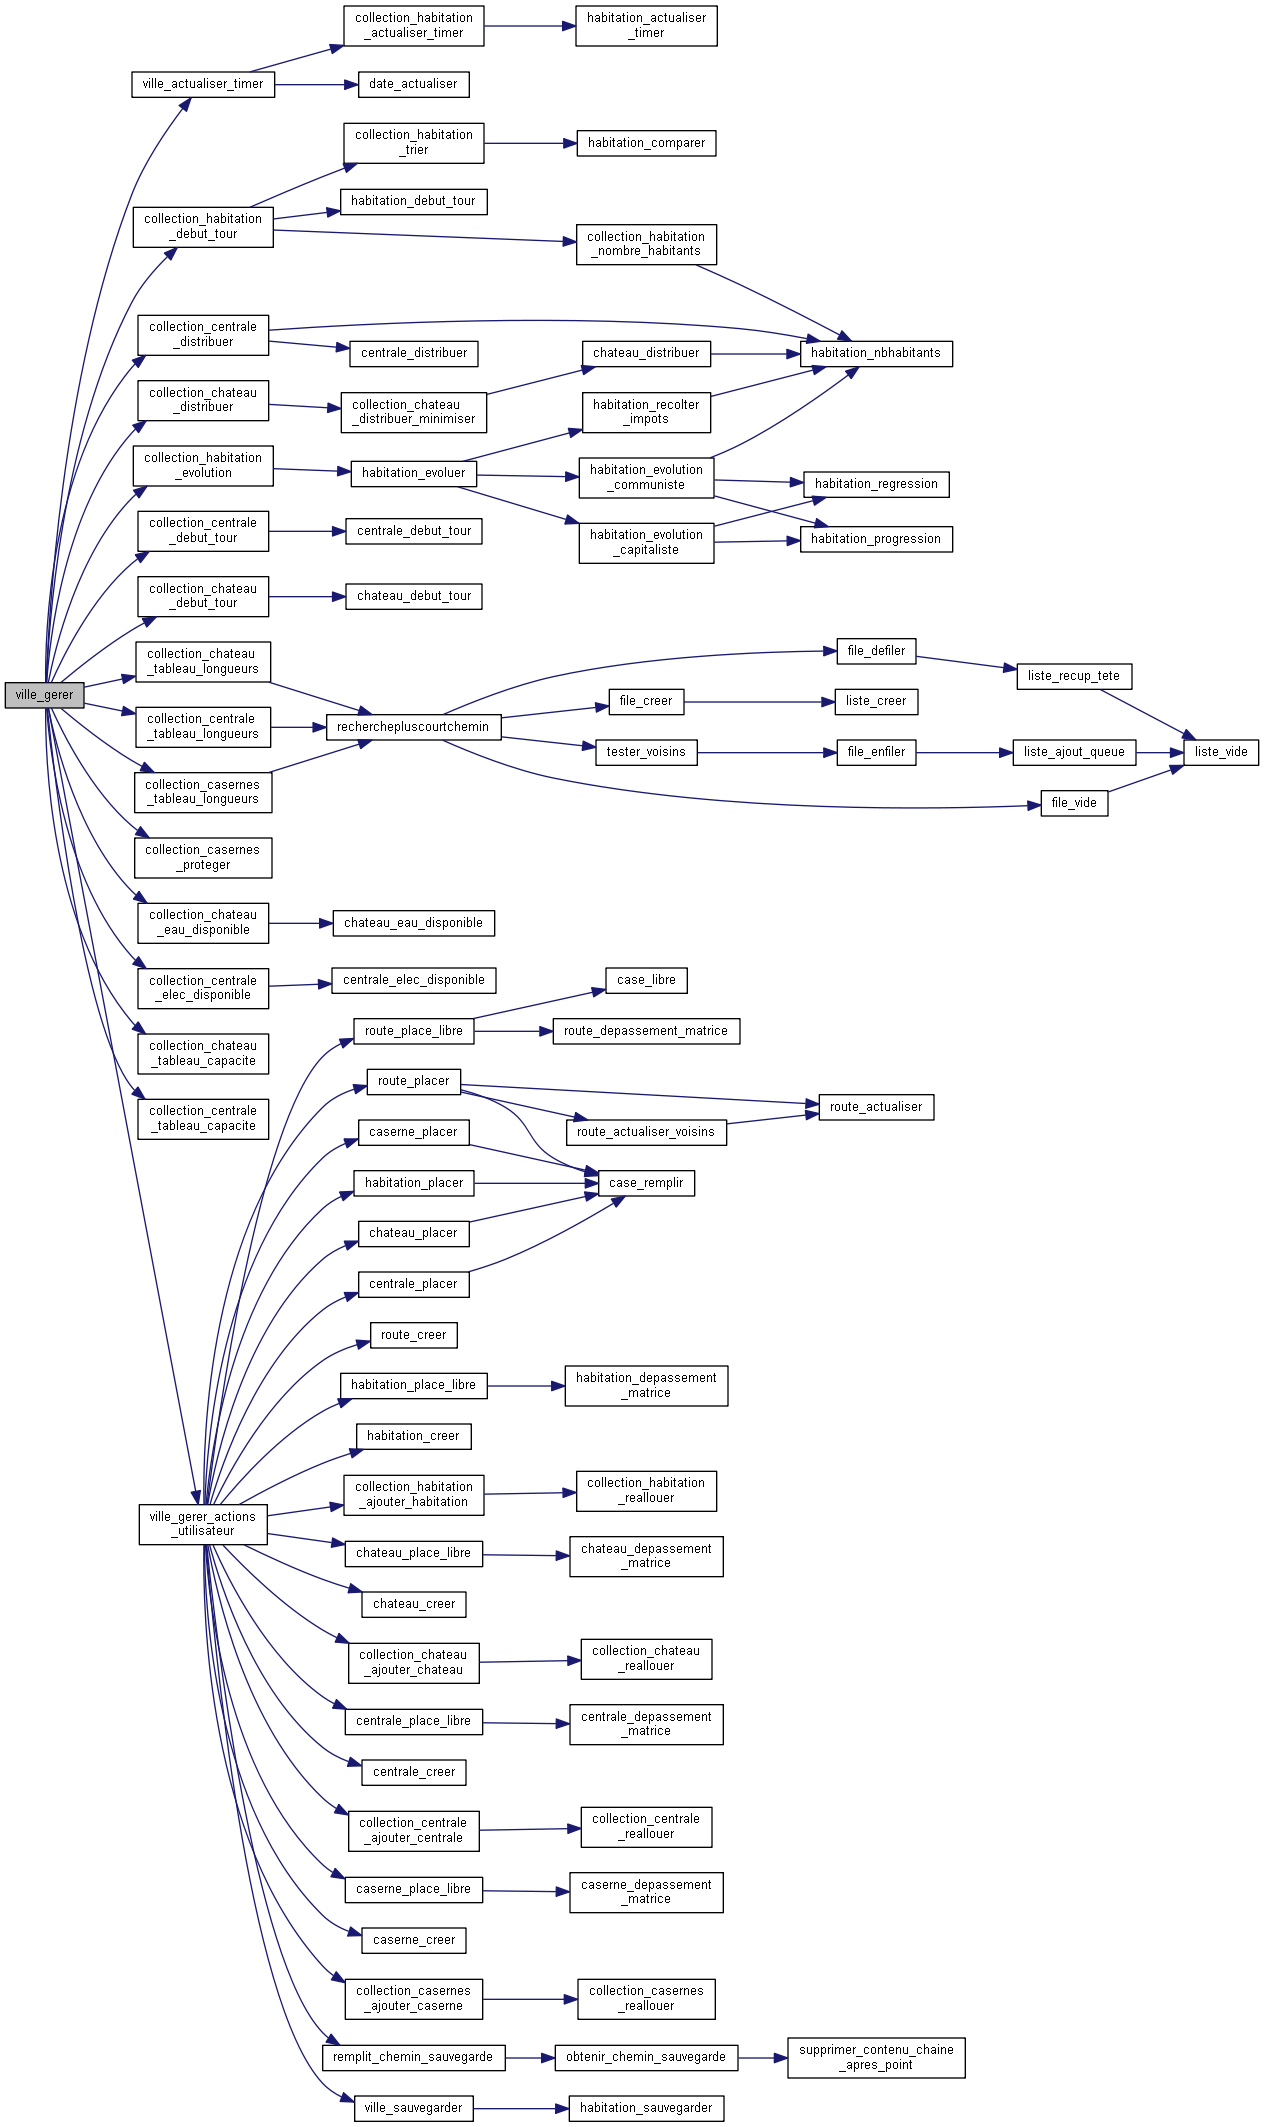 collection_habitation
_actualiser_timer
habitation_actualiser
_timer
ville_actualiser_timer
date_actualiser
collection_habitation
_trier
habitation_comparer
habitation_debut_tour
collection_habitation
_debut_tour
collection_habitation
_nombre_habitants
collection_centrale
_distribuer
centrale_distribuer
chateau_distribuer
habitation_nbhabitants
collection_chateau
_distribuer
collection_chateau
_distribuer_minimiser
habitation_recolter
_impots
collection_habitation
_evolution
habitation_evoluer
habitation_evolution
_communiste
habitation_regression
collection_centrale
_debut_tour
centrale_debut_tour
habitation_evolution
_capitaliste
habitation_progression
collection_chateau
_debut_tour
chateau_debut_tour
collection_chateau
_tableau_longueurs
file_defiler
liste_recup_tete
ville_gerer
file_creer
liste_creer
collection_centrale
_tableau_longueurs
recherchepluscourtchemin
tester_voisins
file_enfiler
liste_ajout_queue
liste_vide
collection_casernes
_tableau_longueurs
file_vide
collection_casernes
_proteger
collection_chateau
_eau_disponible
chateau_eau_disponible
collection_centrale
_elec_disponible
centrale_elec_disponible
case_libre
collection_chateau
_tableau_capacite
route_place_libre
route_depassement_matrice
collection_centrale
_tableau_capacite
route_placer
route_actualiser
caserne_placer
route_actualiser_voisins
habitation_placer
case_remplir
chateau_placer
centrale_placer
route_creer
habitation_place_libre
habitation_depassement
_matrice
habitation_creer
collection_habitation
_ajouter_habitation
collection_habitation
_reallouer
ville_gerer_actions
_utilisateur
chateau_place_libre
chateau_depassement
_matrice
chateau_creer
collection_chateau
_ajouter_chateau
collection_chateau
_reallouer
centrale_place_libre
centrale_depassement
_matrice
centrale_creer
collection_centrale
_ajouter_centrale
collection_centrale
_reallouer
caserne_place_libre
caserne_depassement
_matrice
caserne_creer
collection_casernes
_ajouter_caserne
collection_casernes
_reallouer
remplit_chemin_sauvegarde
obtenir_chemin_sauvegarde
supprimer_contenu_chaine
_apres_point
ville_sauvegarder
habitation_sauvegarder